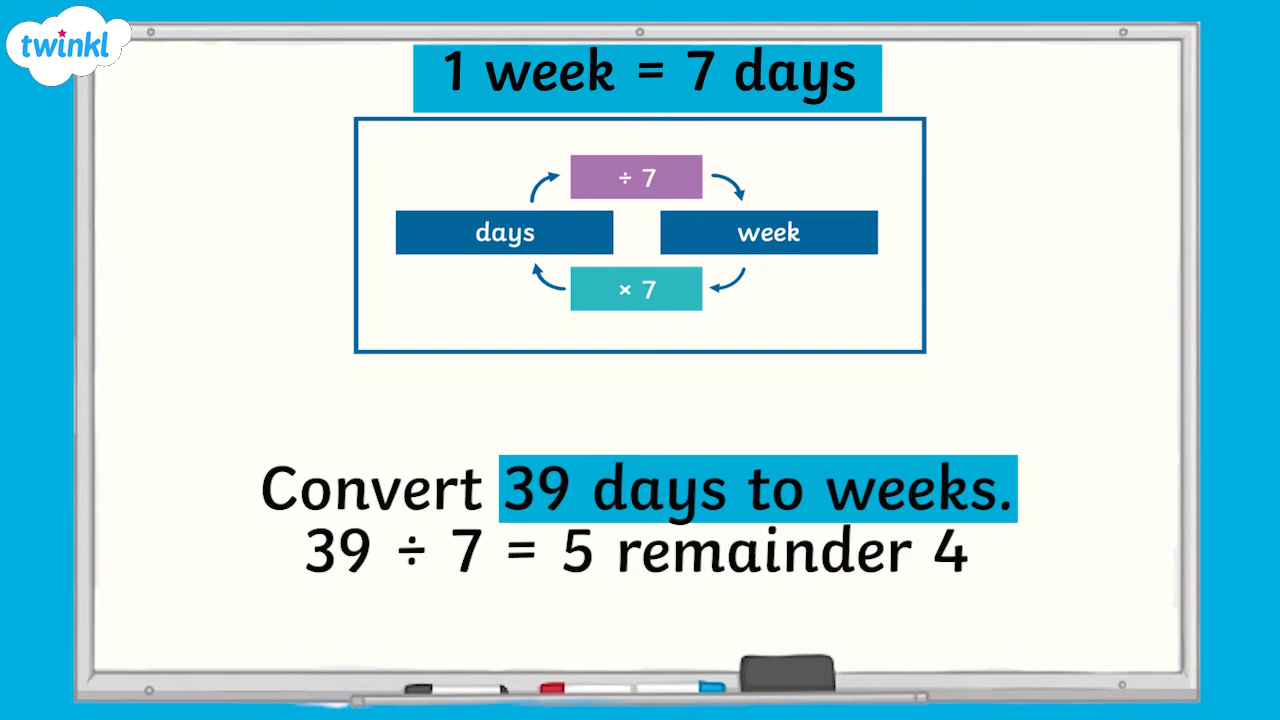 twinkl
1 week = 7 days
÷ 7
days
week
× 7
Convert 39 days to weeks.
39 ÷ 7 = 5 remainder 4